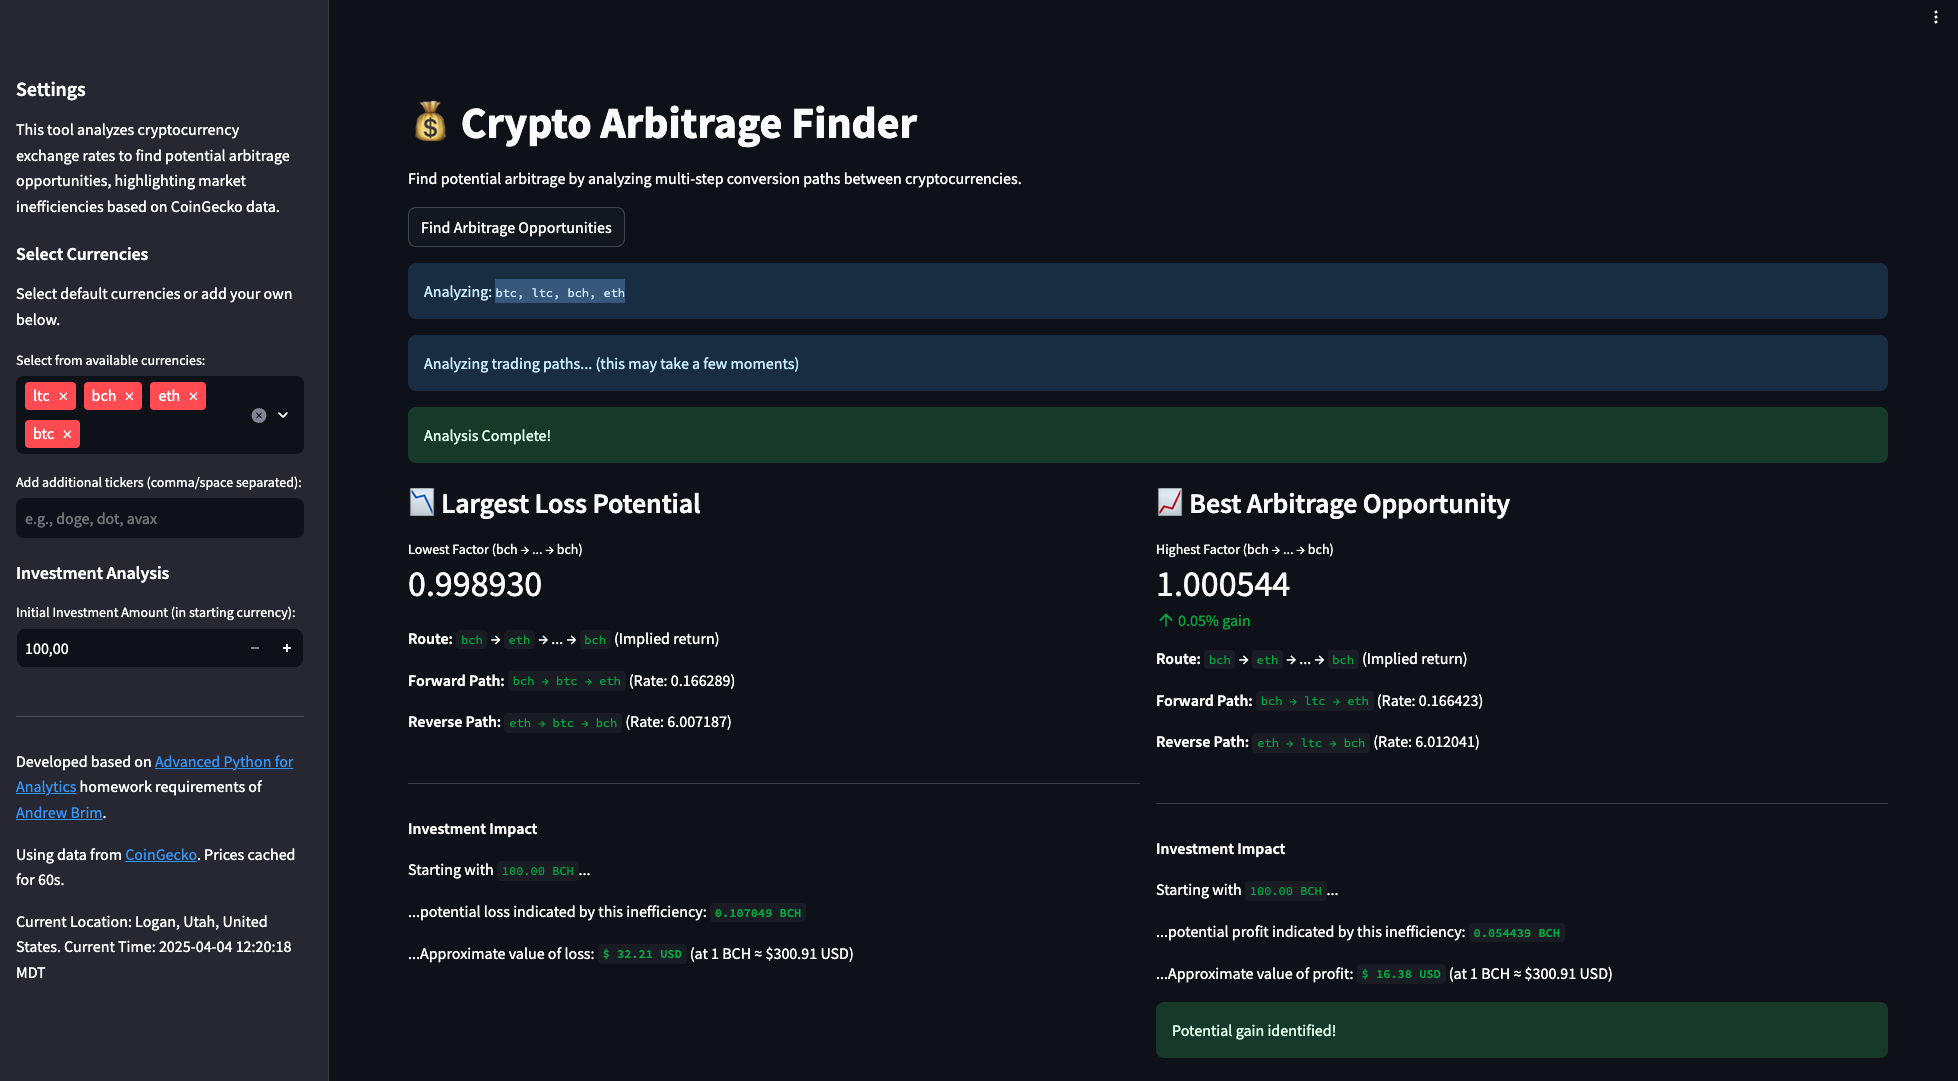 Settings
This tool analyzes cryptocurrency
exchange rates to find potential arbitrage
opportunities, highlighting market
inefficiencies based on CoinGecko data.
Select Currencies
Select default currencies or add your own
below.
Select from available currencies:
ltc × bch × eth ×
btc ×
Add additional tickers (comma/space separated):
e.g., doge, dot, avax
Investment Analysis
Initial Investment Amount (in starting currency):
100,00 − +
Developed based on Advanced Python for
Analytics homework requirements of
Andrew Brim.
Using data from CoinGecko. Prices cached
for 60s.
Current Location: Logan, Utah, United
States. Current Time: 2025-04-04 12:20:18
MDT
Crypto Arbitrage Finder
Find potential arbitrage by analyzing multi-step conversion paths between cryptocurrencies.
Find Arbitrage Opportunities
Analyzing: btc, ltc, bch, eth
Analyzing trading paths... (this may take a few moments)
Analysis Complete!
Largest Loss Potential
Lowest Factor (bch → ... → bch)
0.998930
Route: bch → eth → ... → bch (Implied return)
Forward Path: bch → btc → eth (Rate: 0.166289)
Reverse Path: eth → btc → bch (Rate: 6.007187)
Investment Impact
Starting with 100.00 BCH ...
...potential loss indicated by this inefficiency: 0.107049 BCH
...Approximate value of loss: $ 32.21 USD (at 1 BCH ≈ $300.91 USD)
Best Arbitrage Opportunity
Highest Factor (bch → ... → bch)
1.000544
↑ 0.05% gain
Route: bch → eth → ... → bch (Implied return)
Forward Path: bch → ltc → eth (Rate: 0.166423)
Reverse Path: eth → ltc → bch (Rate: 6.012041)
Investment Impact
Starting with 100.00 BCH ...
...potential profit indicated by this inefficiency: 0.054439 BCH
...Approximate value of profit: $ 16.38 USD (at 1 BCH ≈ $300.91 USD)
Potential gain identified!